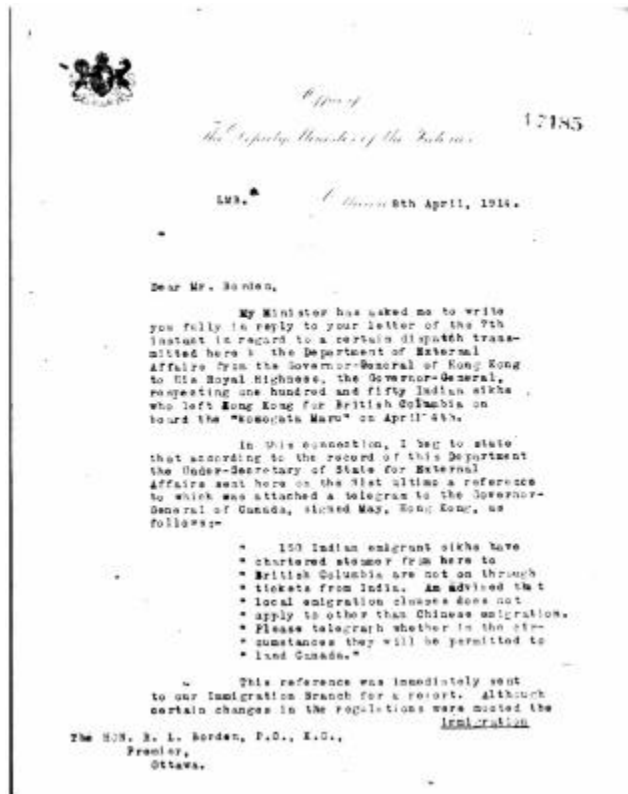 Office of
17185
The Deputy Minister of the Interior
LMR.
Ottawa 8th April, 1914.
Dear Mr. Borden,
My Minister has asked me to write
you fully in reply to your letter of the 7th
instant in regard to a certain dispatch trans-
mitted here by the Department of External
Affairs from the Governor-General of Hong Kong
to His Royal Highness, the Governor-General,
respecting one hundred and fifty Indian sikhs
who left Hong Kong for British Columbia on
board the "Komogata Maru" on April 4th.
In this connection, I beg to state
that according to the record of this Department
the Under-Secretary of State for External
Affairs sent here on the 31st ultimo a reference
to which was attached a telegram to the Governor-
General of Canada, signed May, Hong Kong, as
follows:-
" 150 Indian emigrant sikhs have
" chartered steamer from here to
" British Columbia are not on through
" tickets from India. Am advised that
" local emigration clauses does not
" apply to other than Chinese emigration.
" Please telegraph whether in the cir-
" cumstances they will be permitted to
" land Canada."
This reference was immediately sent
to our Immigration Branch for a report. Although
certain changes in the regulations were mooted the
immigration
The HON. R. L. Borden, P.C., K.C.,
Premier,
Ottawa.